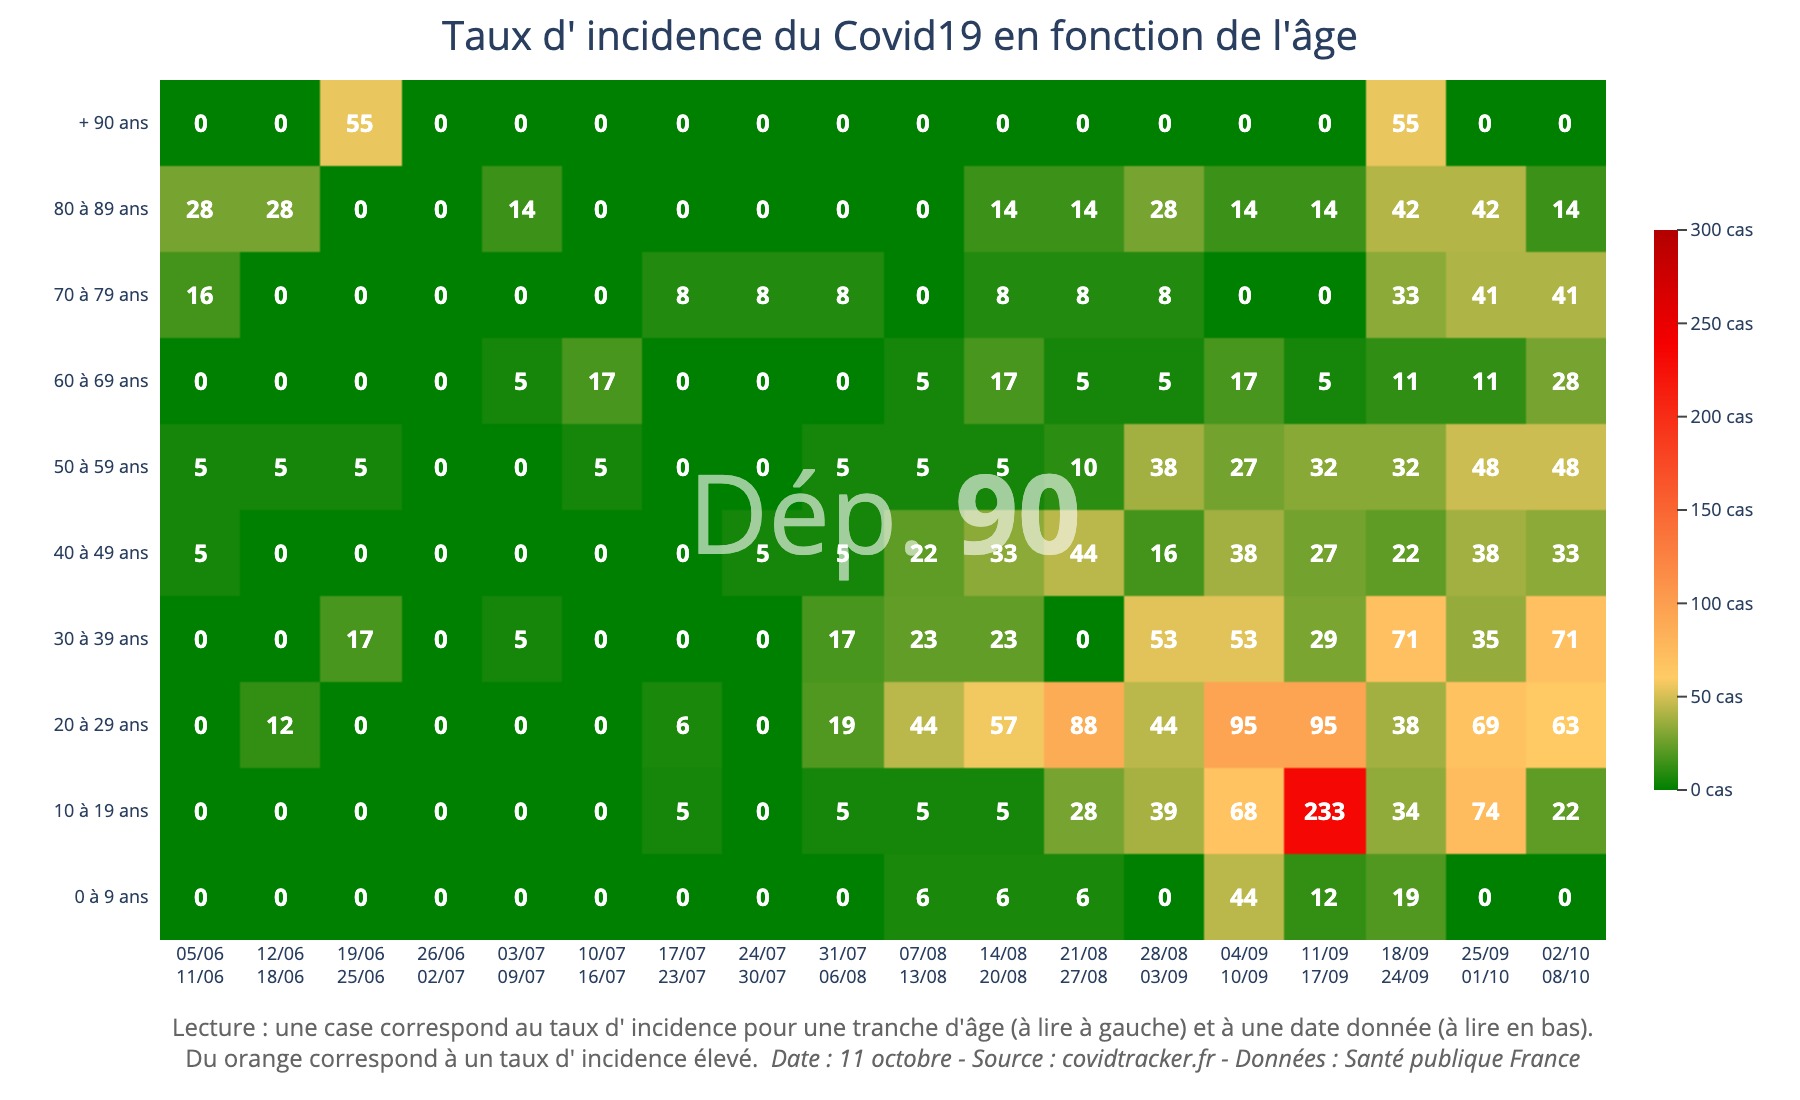 Taux d' incidence du Covid19 en fonction de l'âge
+ 90 ans 0 0 55 0 0 0 0 0 0 0 0 0 0 0 0 55 0 0
80 à 89 ans 28 28 0 0 14 0 0 0 0 0 14 14 28 14 14 42 42 14
70 à 79 ans 16 0 0 0 0 0 8 8 8 0 8 8 8 0 0 33 41 41
60 à 69 ans 0 0 0 0 5 17 0 0 0 5 17 5 5 17 5 11 11 28
50 à 59 ans 5 5 5 0 0 5 0 0 5 5 5 10 38 27 32 32 48 48
Dép. 90
40 à 49 ans 5 0 0 0 0 0 0 5 5 22 33 44 16 38 27 22 38 33
30 à 39 ans 0 0 17 0 5 0 0 0 17 23 23 0 53 53 29 71 35 71
20 à 29 ans 0 12 0 0 0 0 6 0 19 44 57 88 44 95 95 38 69 63
10 à 19 ans 0 0 0 0 0 0 5 0 5 5 5 28 39 68 233 34 74 22
0 à 9 ans 0 0 0 0 0 0 0 0 0 6 6 6 0 44 12 19 0 0
05/06 12/06 19/06 26/06 03/07 10/07 17/07 24/07 31/07 07/08 14/08 21/08 28/08 04/09 11/09 18/09 25/09 02/10
11/06 18/06 25/06 02/07 09/07 16/07 23/07 30/07 06/08 13/08 20/08 27/08 03/09 10/09 17/09 24/09 01/10 08/10
300 cas
250 cas
200 cas
150 cas
100 cas
50 cas
0 cas
Lecture : une case correspond au taux d' incidence pour une tranche d'âge (à lire à gauche) et à une date donnée (à lire en bas).
Du orange correspond à un taux d' incidence élevé. Date : 11 octobre - Source : covidtracker.fr - Données : Santé publique France